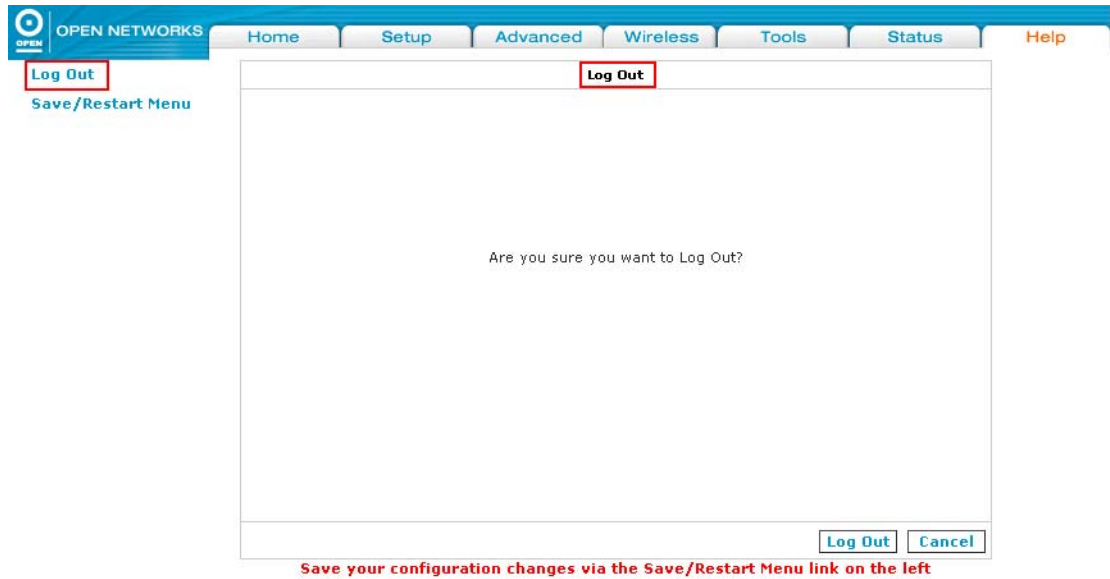 OPEN
OPEN NETWORKS
Home Setup Advanced Wireless Tools Status Help
Log Out
Save/Restart Menu
Log Out
Are you sure you want to Log Out?
Log Out Cancel
Save your configuration changes via the Save/Restart Menu link on the left